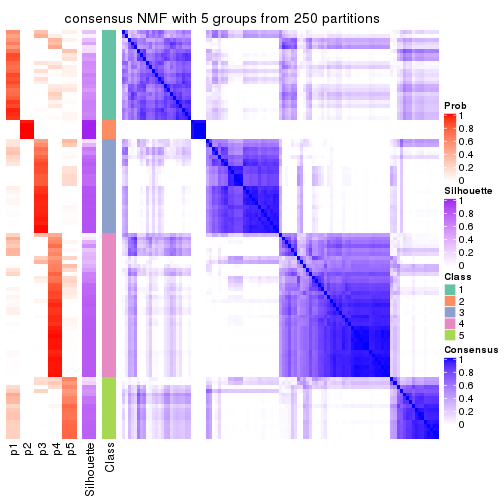 consensus NMF with 5 groups from 250 partitions
Prob
1
0.8
0.6
0.4
0.2
0
Silhouette
1
0.8
0.6
0.4
0.2
0
Class
1
2
3
4
5
Consensus
1
0.8
0.6
0.4
0.2
0
p1
p2
p3
p4
p5
Silhouette
Class